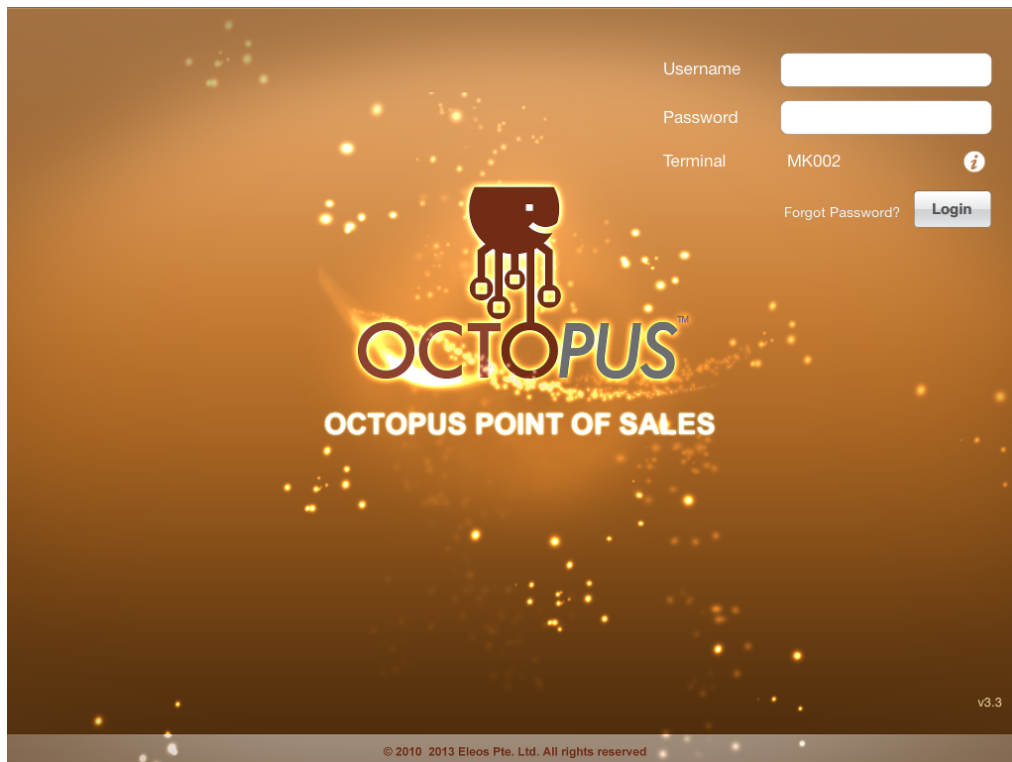 Username
Password
Terminal MK002 i
Forgot Password? Login
OCTOPUS™
OCTOPUS POINT OF SALES
v3.3
© 2010 2013 Eleos Pte. Ltd. All rights reserved